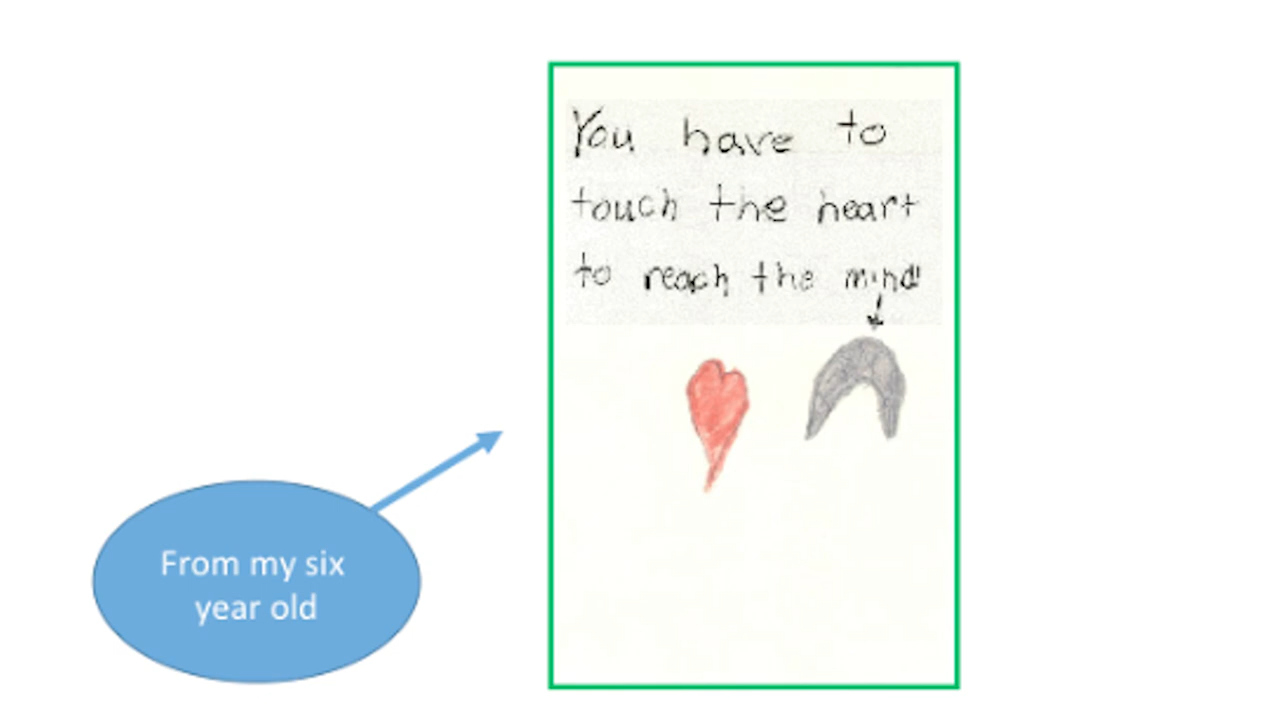 You have to
touch the heart
to reach the mind!
From my six
year old